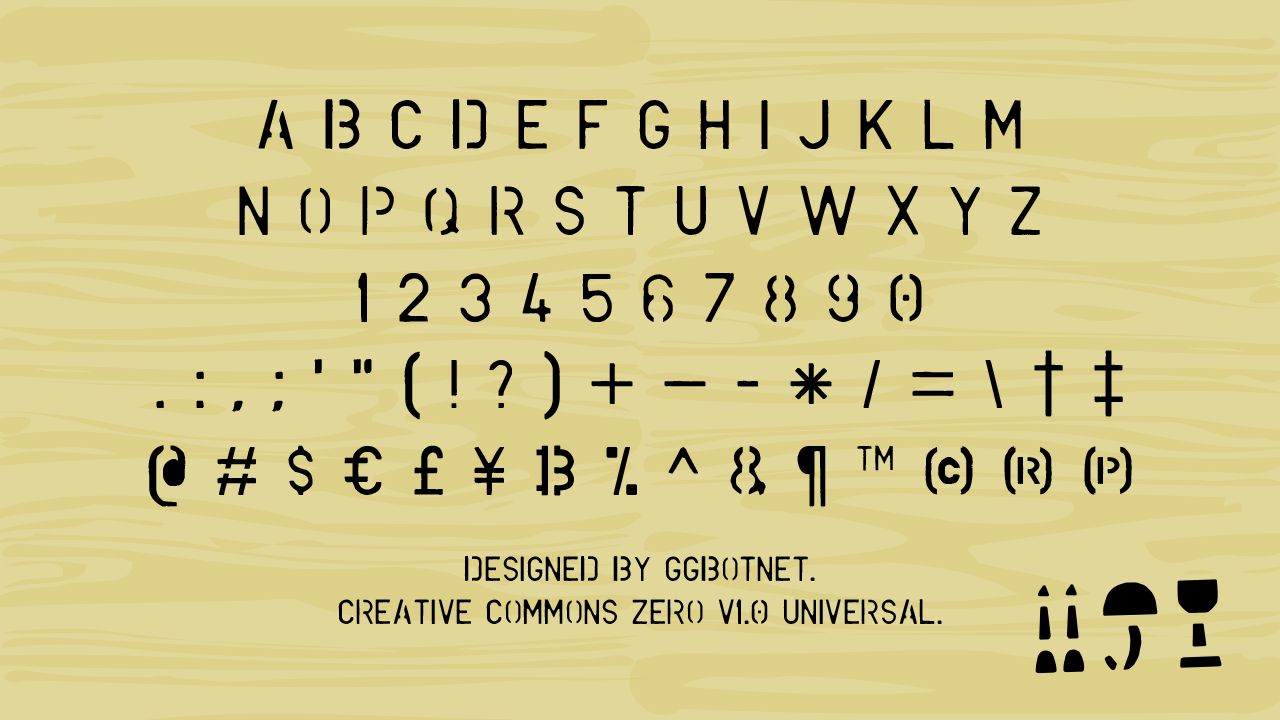 A B C D E F G H I J K L M
N O P Q R S T U V W X Y Z
1 2 3 4 5 6 7 8 9 0
. : , ; ' " ( ! ? ) + — - * / = \ † ‡
@ # $ € £ ¥ ₿ % ^ & ¶ ™ © ® ℗
DESIGNED BY GGBOTNET.
CREATIVE COMMONS ZERO V1.0 UNIVERSAL.